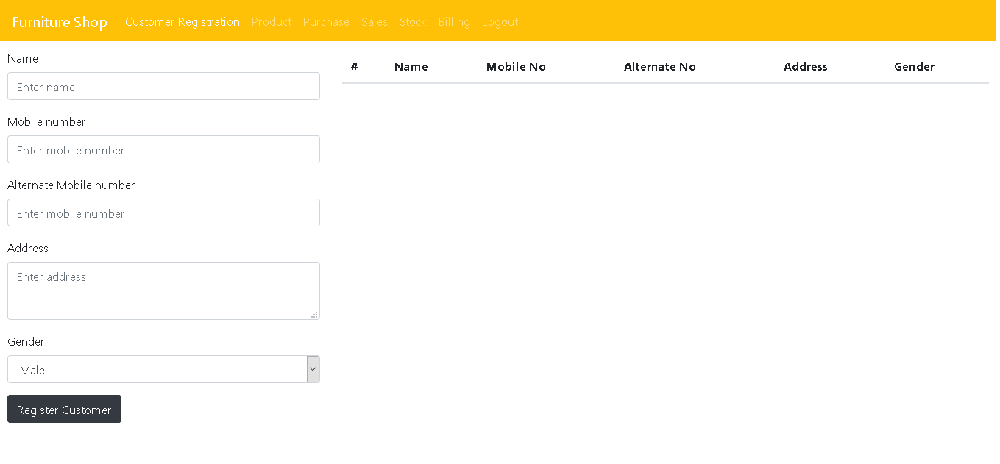 Furniture Shop Customer Registration Product Purchase Sales Stock Billing Logout
Name
Enter name
Mobile number
Enter mobile number
Alternate Mobile number
Enter mobile number
Address
Enter address
Gender
Male
Register Customer
# Name Mobile No Alternate No Address Gender